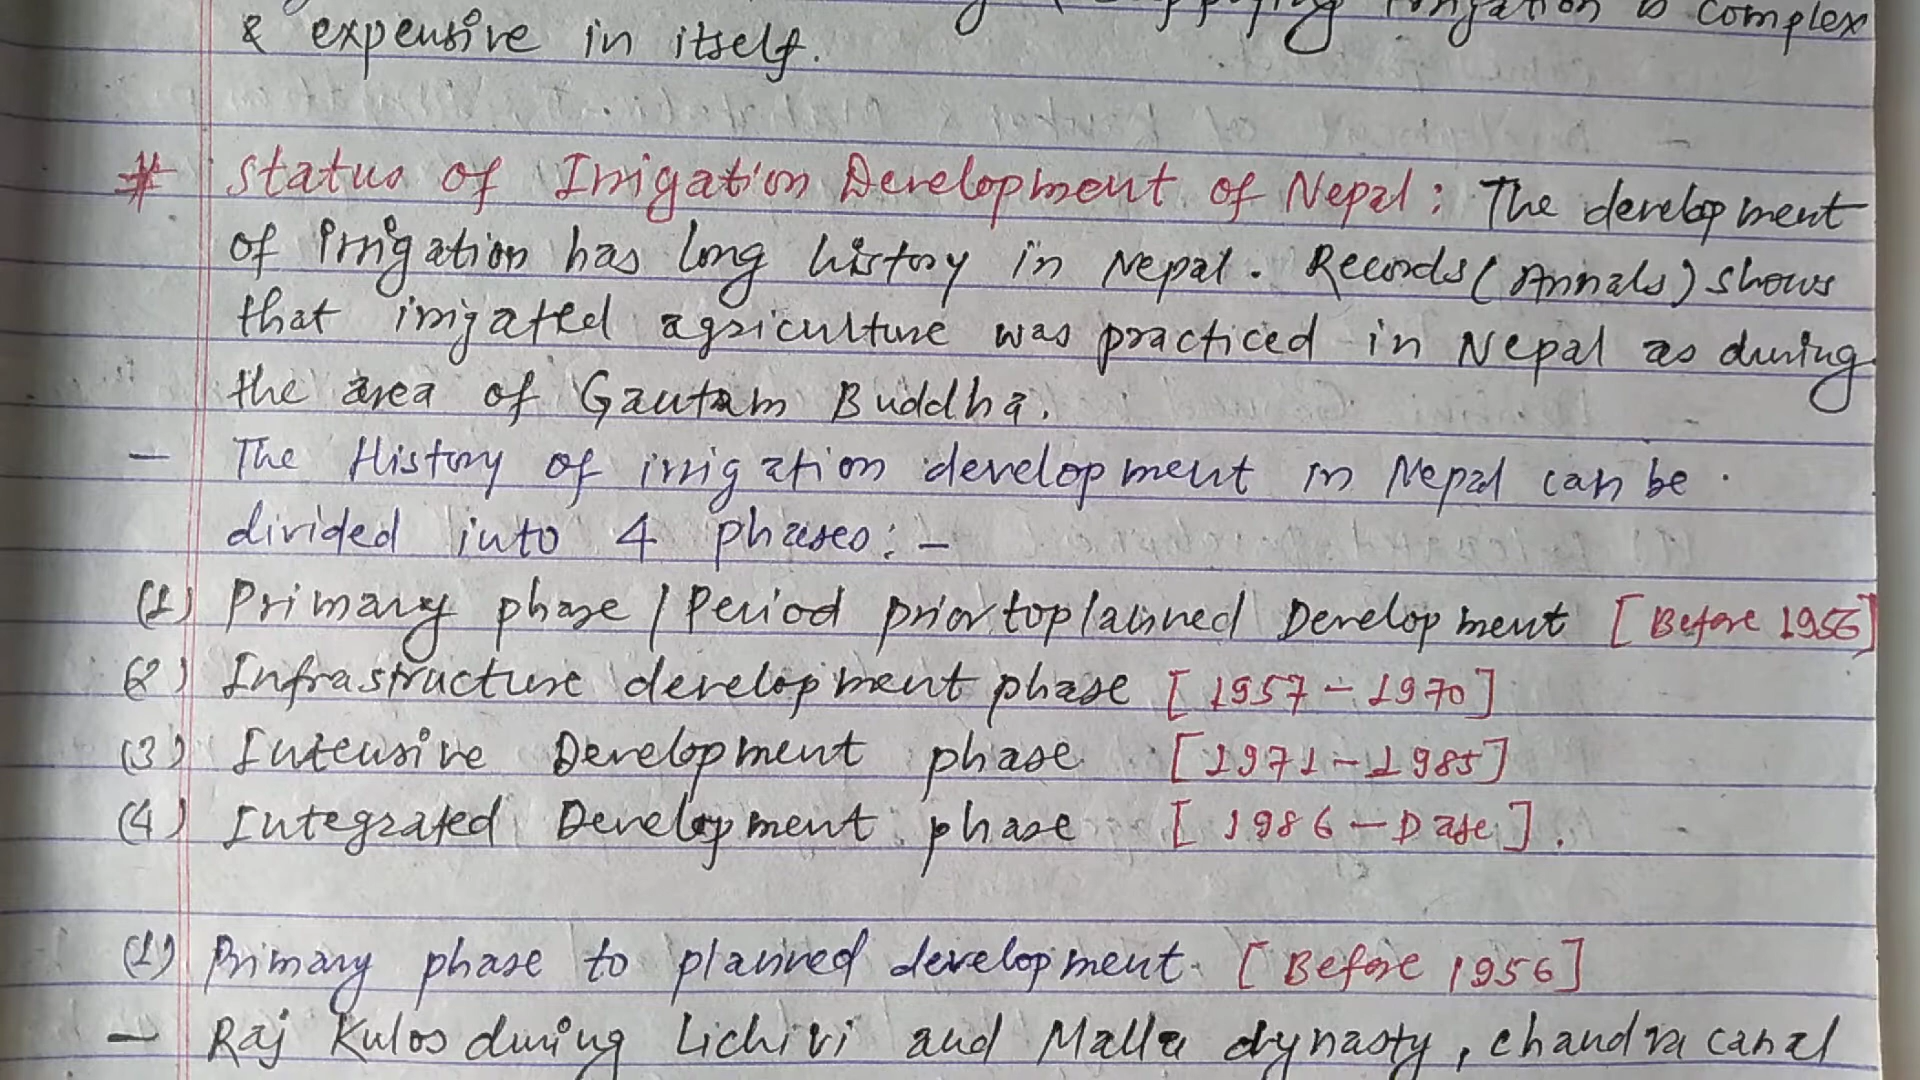 irrigation is complex
& expensive in itself.
# Status of Irrigation Development of Nepal: The development
of irrigation has long history in Nepal. Records (Annals) shows
that irrigated agriculture was practiced in Nepal as during
the area of Gautam Buddha.
- The History of irrigation development in Nepal can be
divided into 4 phases:-
(1) Primary phase / Period prior to planned Development [Before 1956]
(2) Infrastructure development phase [1957-1970]
(3) Intensive Development phase [1971-1985]
(4) Integrated Development phase [1986-Date].
(1) Primary phase to planned development [Before 1956]
- Raj Kulos during Lichivi and Malla dynasty, chandra canal